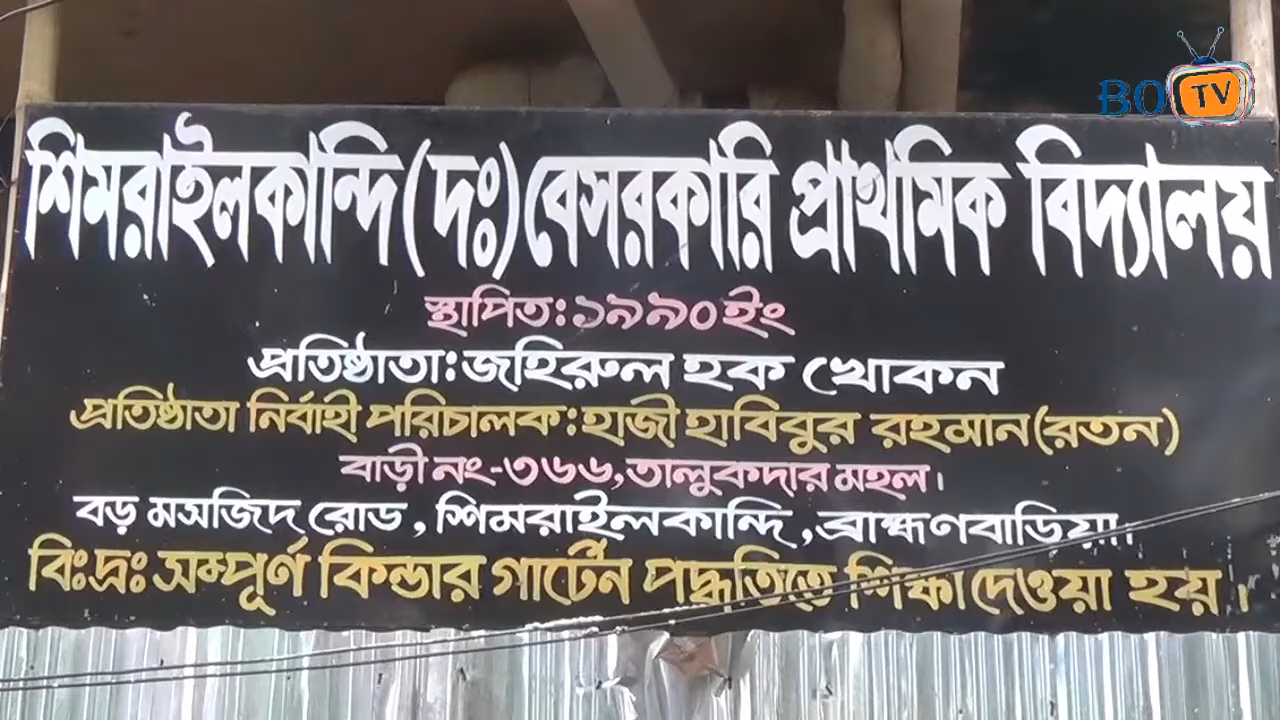 BO TV
শিমরাইলকান্দি(দঃ)বেসরকারি প্রাথমিক বিদ্যালয়
স্থাপিত:১৯৯০ইং
প্রতিষ্ঠাতা:জহিরুল হক খোকন
প্রতিষ্ঠাতা নির্বাহী পরিচালক:হাজী হাবিবুর রহমান(রতন)
বাড়ী নং-৩৬৬,তালুকদার মহল।
বড় মসজিদ রোড, শিমরাইলকান্দি,ব্রাহ্মণবাড়িয়া।
বিঃদ্রঃ সম্পূর্ণ কিন্ডার গার্টেন পদ্ধতিতে শিক্ষা দেওয়া হয়।